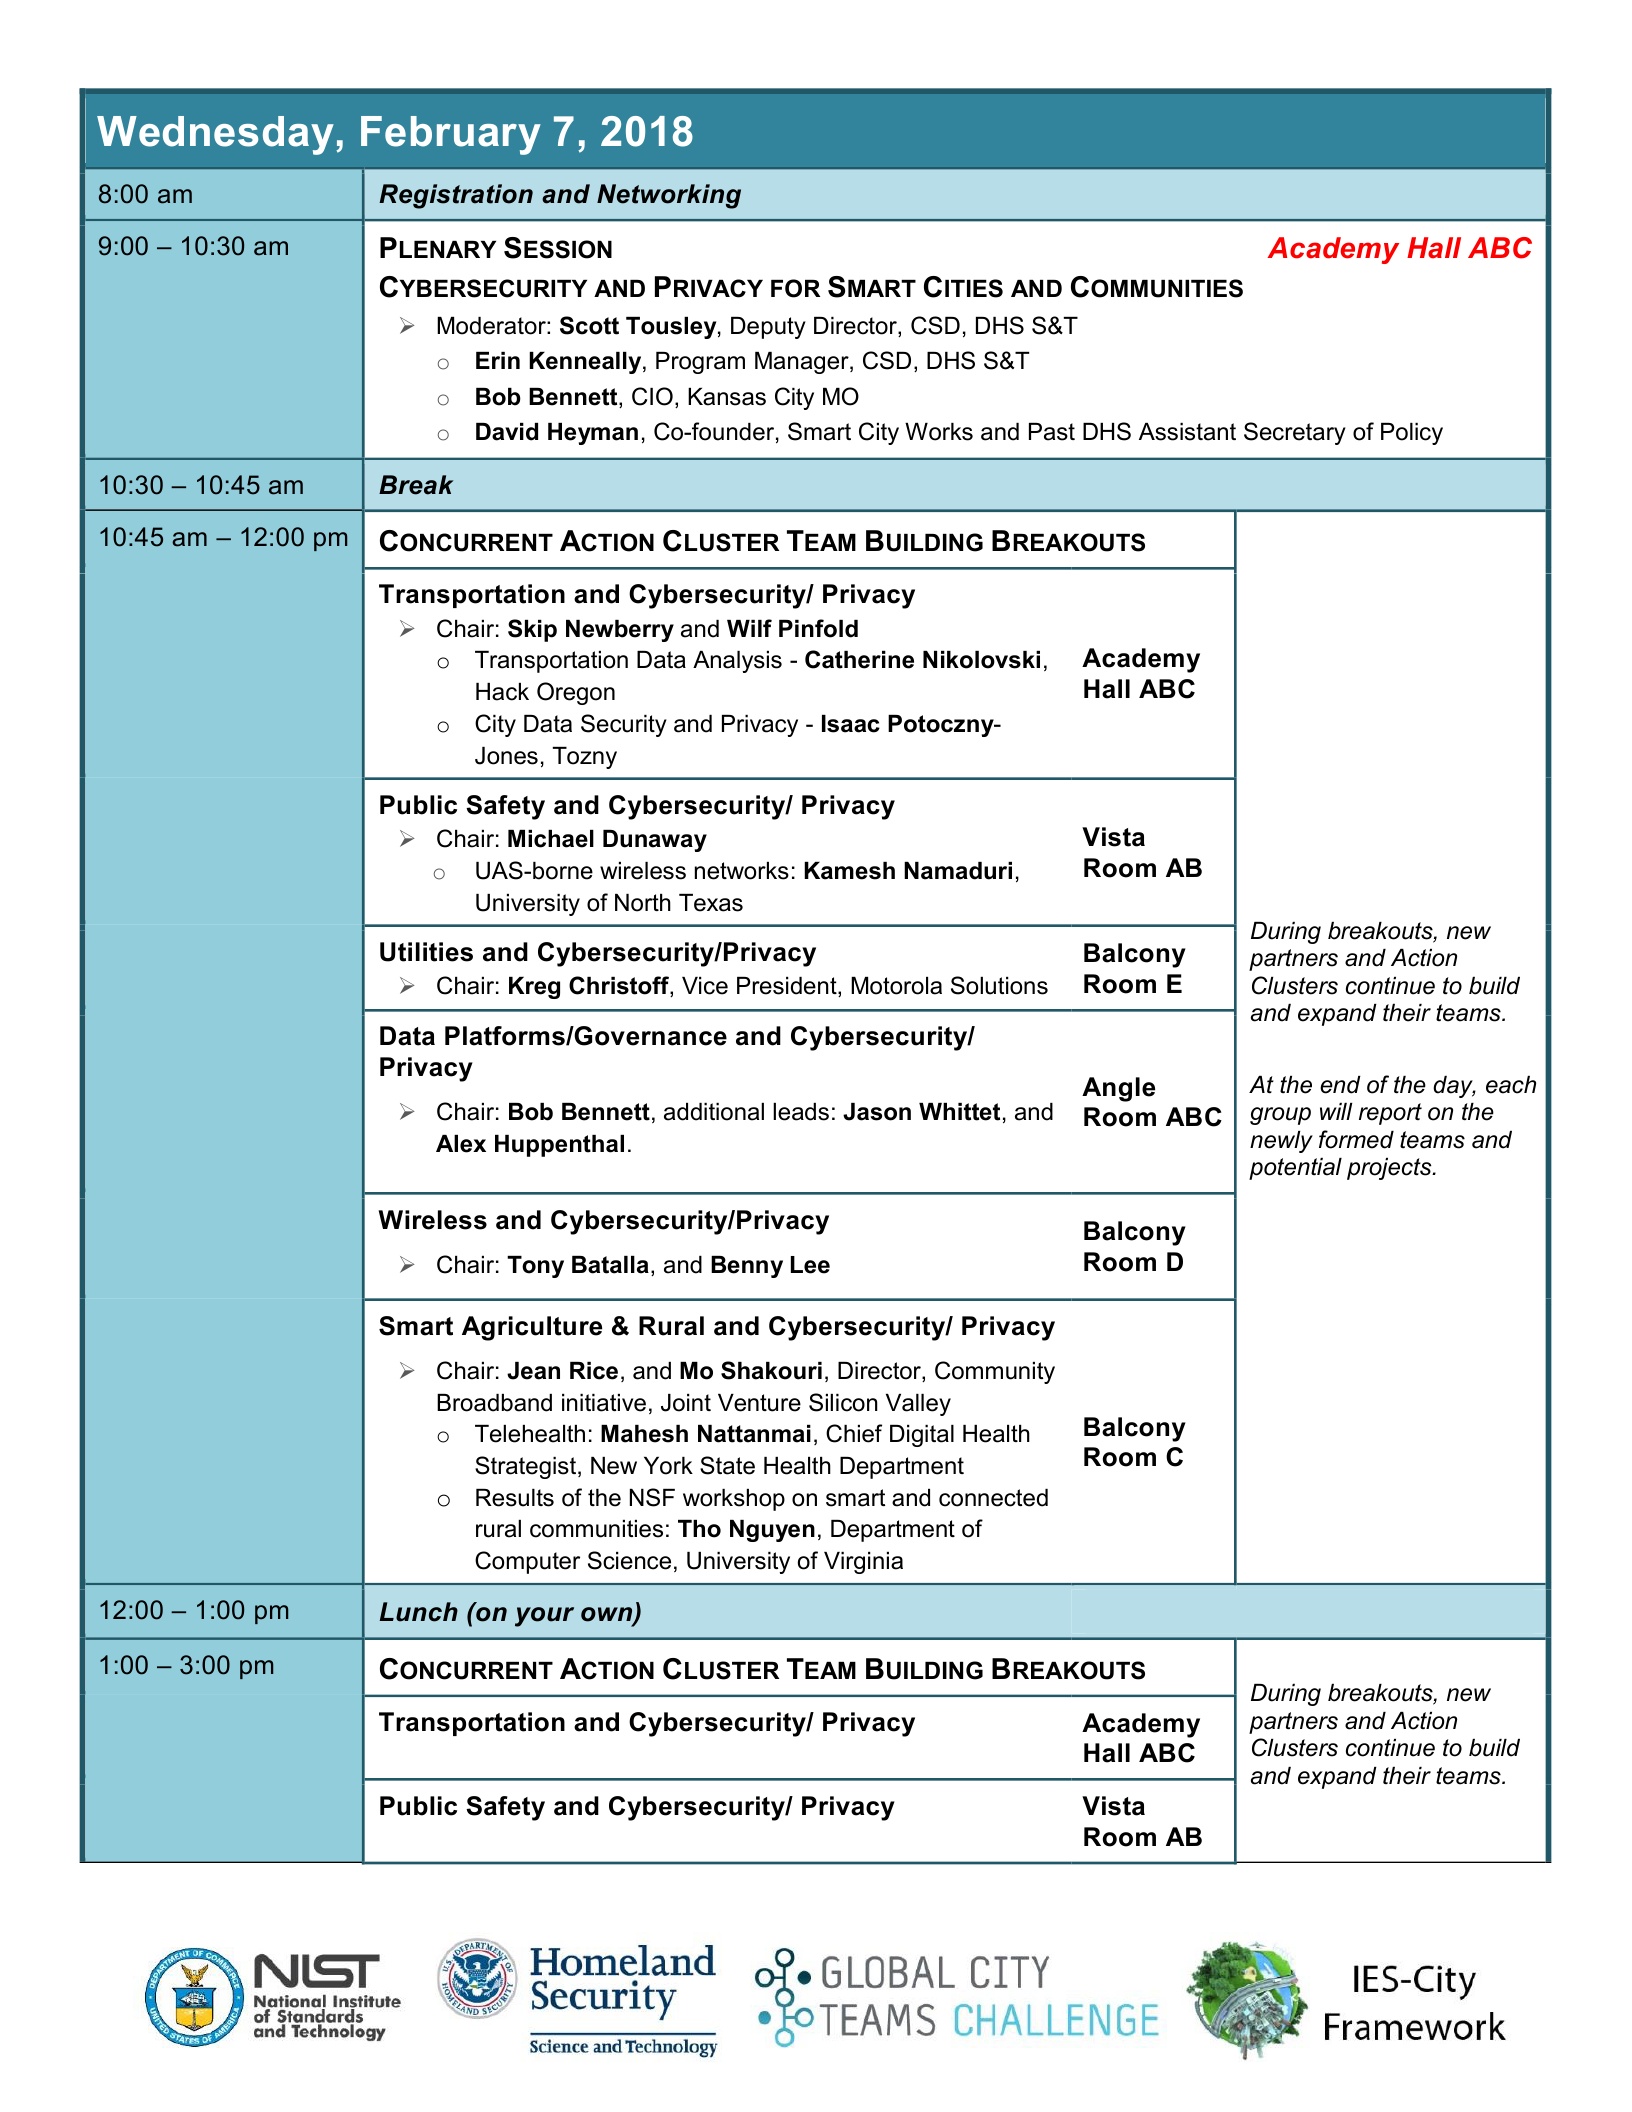 Wednesday, February 7, 2018
8:00 am
Registration and Networking
9:00 – 10:30 am
PLENARY SESSION
Academy Hall ABC
CYBERSECURITY AND PRIVACY FOR SMART CITIES AND COMMUNITIES
➢ Moderator: Scott Tousley, Deputy Director, CSD, DHS S&T
○ Erin Kenneally, Program Manager, CSD, DHS S&T
○ Bob Bennett, CIO, Kansas City MO
○ David Heyman, Co-founder, Smart City Works and Past DHS Assistant Secretary of Policy
10:30 – 10:45 am
Break
10:45 am – 12:00 pm
CONCURRENT ACTION CLUSTER TEAM BUILDING BREAKOUTS
Transportation and Cybersecurity/ Privacy
➢ Chair: Skip Newberry and Wilf Pinfold
○ Transportation Data Analysis - Catherine Nikolovski,
Hack Oregon
○ City Data Security and Privacy - Isaac Potoczny-
Jones, Tozny
Academy
Hall ABC
Public Safety and Cybersecurity/ Privacy
➢ Chair: Michael Dunaway
○ UAS-borne wireless networks: Kamesh Namaduri,
University of North Texas
Vista
Room AB
Utilities and Cybersecurity/Privacy
➢ Chair: Kreg Christoff, Vice President, Motorola Solutions
Balcony
Room E
Data Platforms/Governance and Cybersecurity/
Privacy
➢ Chair: Bob Bennett, additional leads: Jason Whittet, and
Alex Huppenthal.
Angle
Room ABC
Wireless and Cybersecurity/Privacy
➢ Chair: Tony Batalla, and Benny Lee
Balcony
Room D
Smart Agriculture & Rural and Cybersecurity/ Privacy
➢ Chair: Jean Rice, and Mo Shakouri, Director, Community
Broadband initiative, Joint Venture Silicon Valley
○ Telehealth: Mahesh Nattanmai, Chief Digital Health
Strategist, New York State Health Department
○ Results of the NSF workshop on smart and connected
rural communities: Tho Nguyen, Department of
Computer Science, University of Virginia
Balcony
Room C
During breakouts, new
partners and Action
Clusters continue to build
and expand their teams.
At the end of the day, each
group will report on the
newly formed teams and
potential projects.
12:00 – 1:00 pm
Lunch (on your own)
1:00 – 3:00 pm
CONCURRENT ACTION CLUSTER TEAM BUILDING BREAKOUTS
Transportation and Cybersecurity/ Privacy
Academy
Hall ABC
Public Safety and Cybersecurity/ Privacy
Vista
Room AB
During breakouts, new
partners and Action
Clusters continue to build
and expand their teams.
DEPARTMENT OF COMMERCE
UNITED STATES OF AMERICA
NIST
National Institute
of Standards
and Technology
U.S. DEPARTMENT OF
HOMELAND SECURITY
Homeland
Security
Science and Technology
GLOBAL CITY
TEAMS CHALLENGE
IES-City
Framework